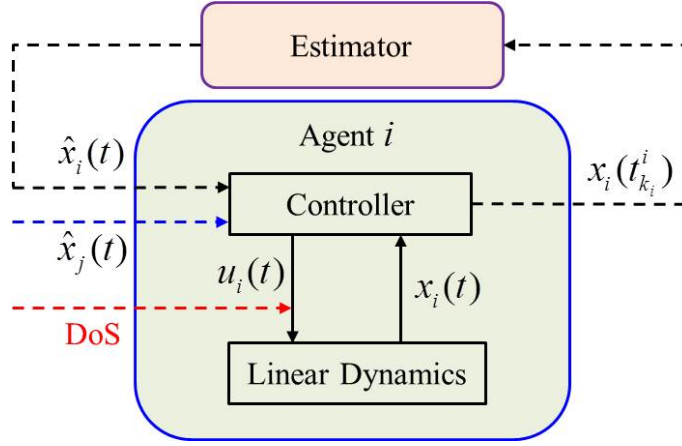 Estimator
Agent i
x̂_i(t)
x_i(t^i_{k_i})
Controller
x̂_j(t)
u_i(t)
x_i(t)
DoS
Linear Dynamics